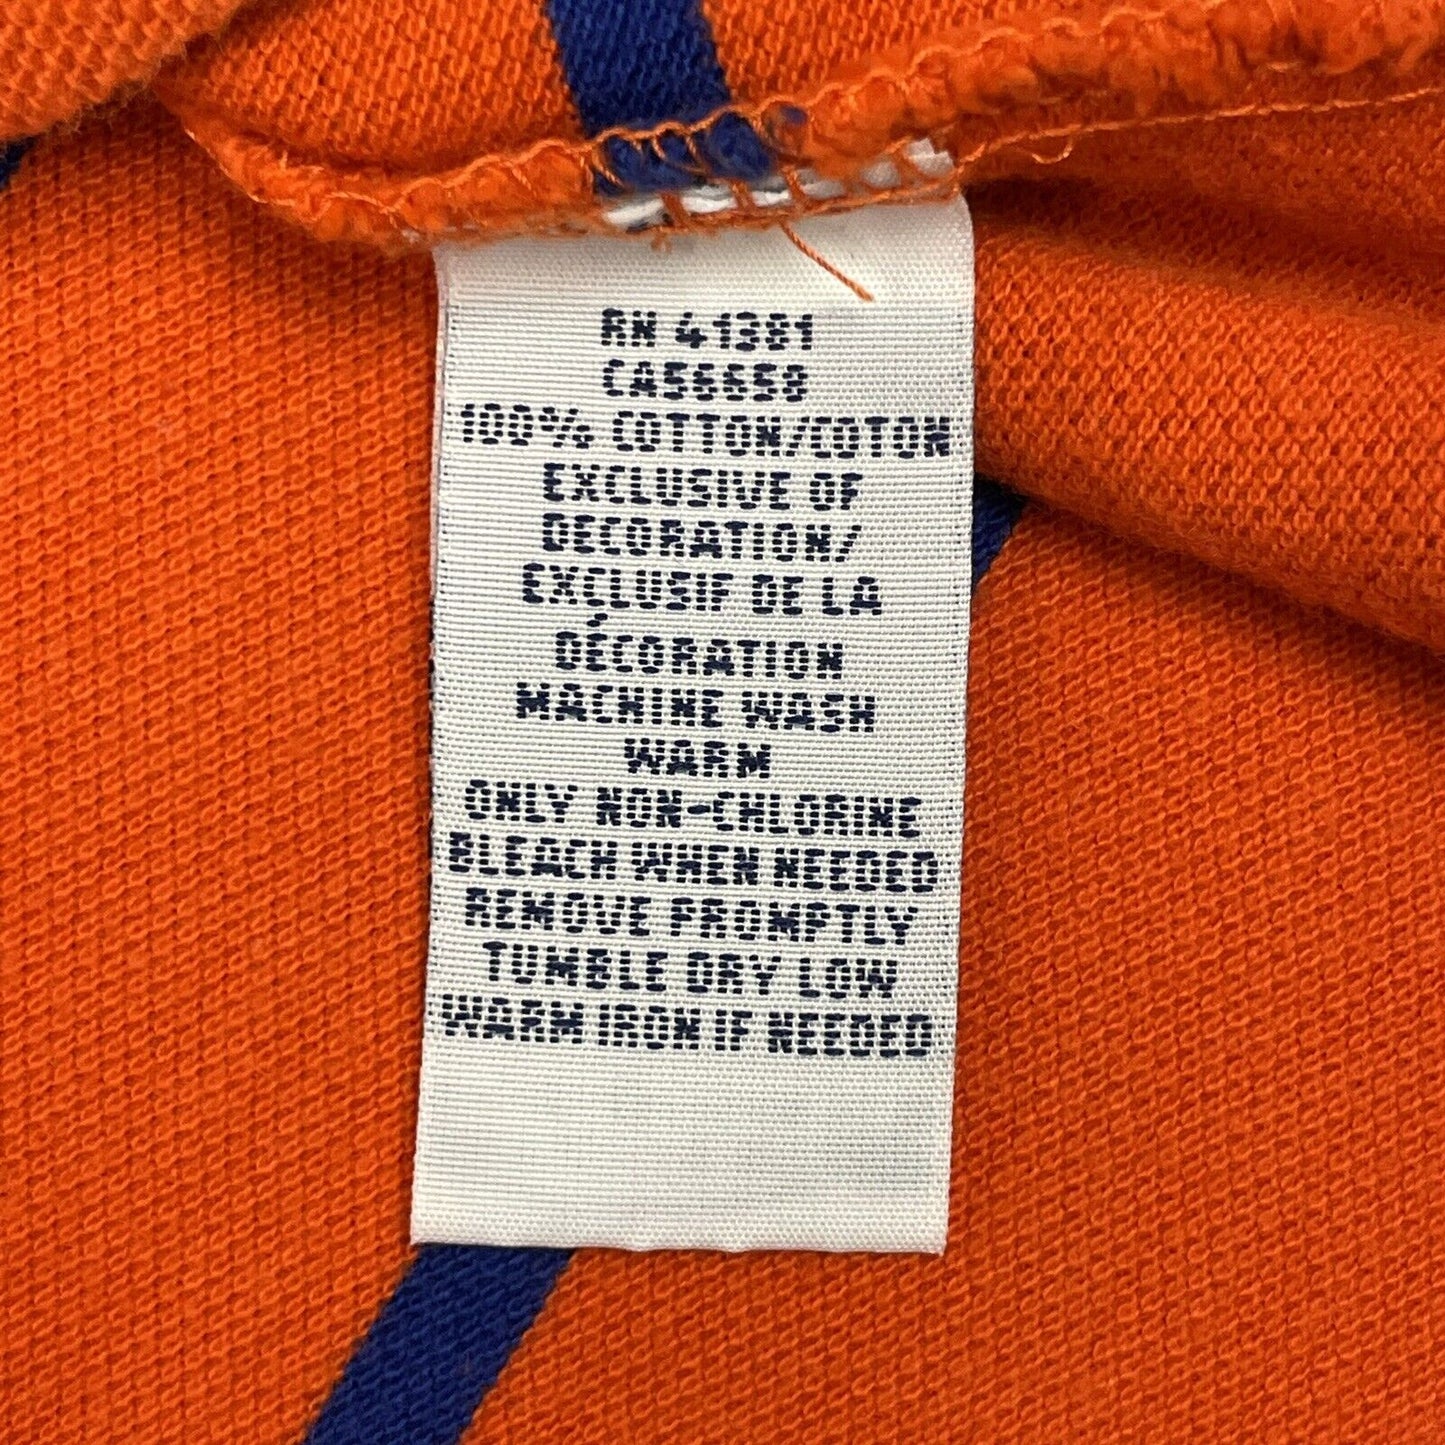 RN 41381
CA56658
100% COTTON/COTON
EXCLUSIVE OF
DECORATION/
EXCLUSIF DE LA
DÉCORATION
MACHINE WASH
WARM
ONLY NON-CHLORINE
BLEACH WHEN NEEDED
REMOVE PROMPTLY
TUMBLE DRY LOW
WARM IRON IF NEEDED